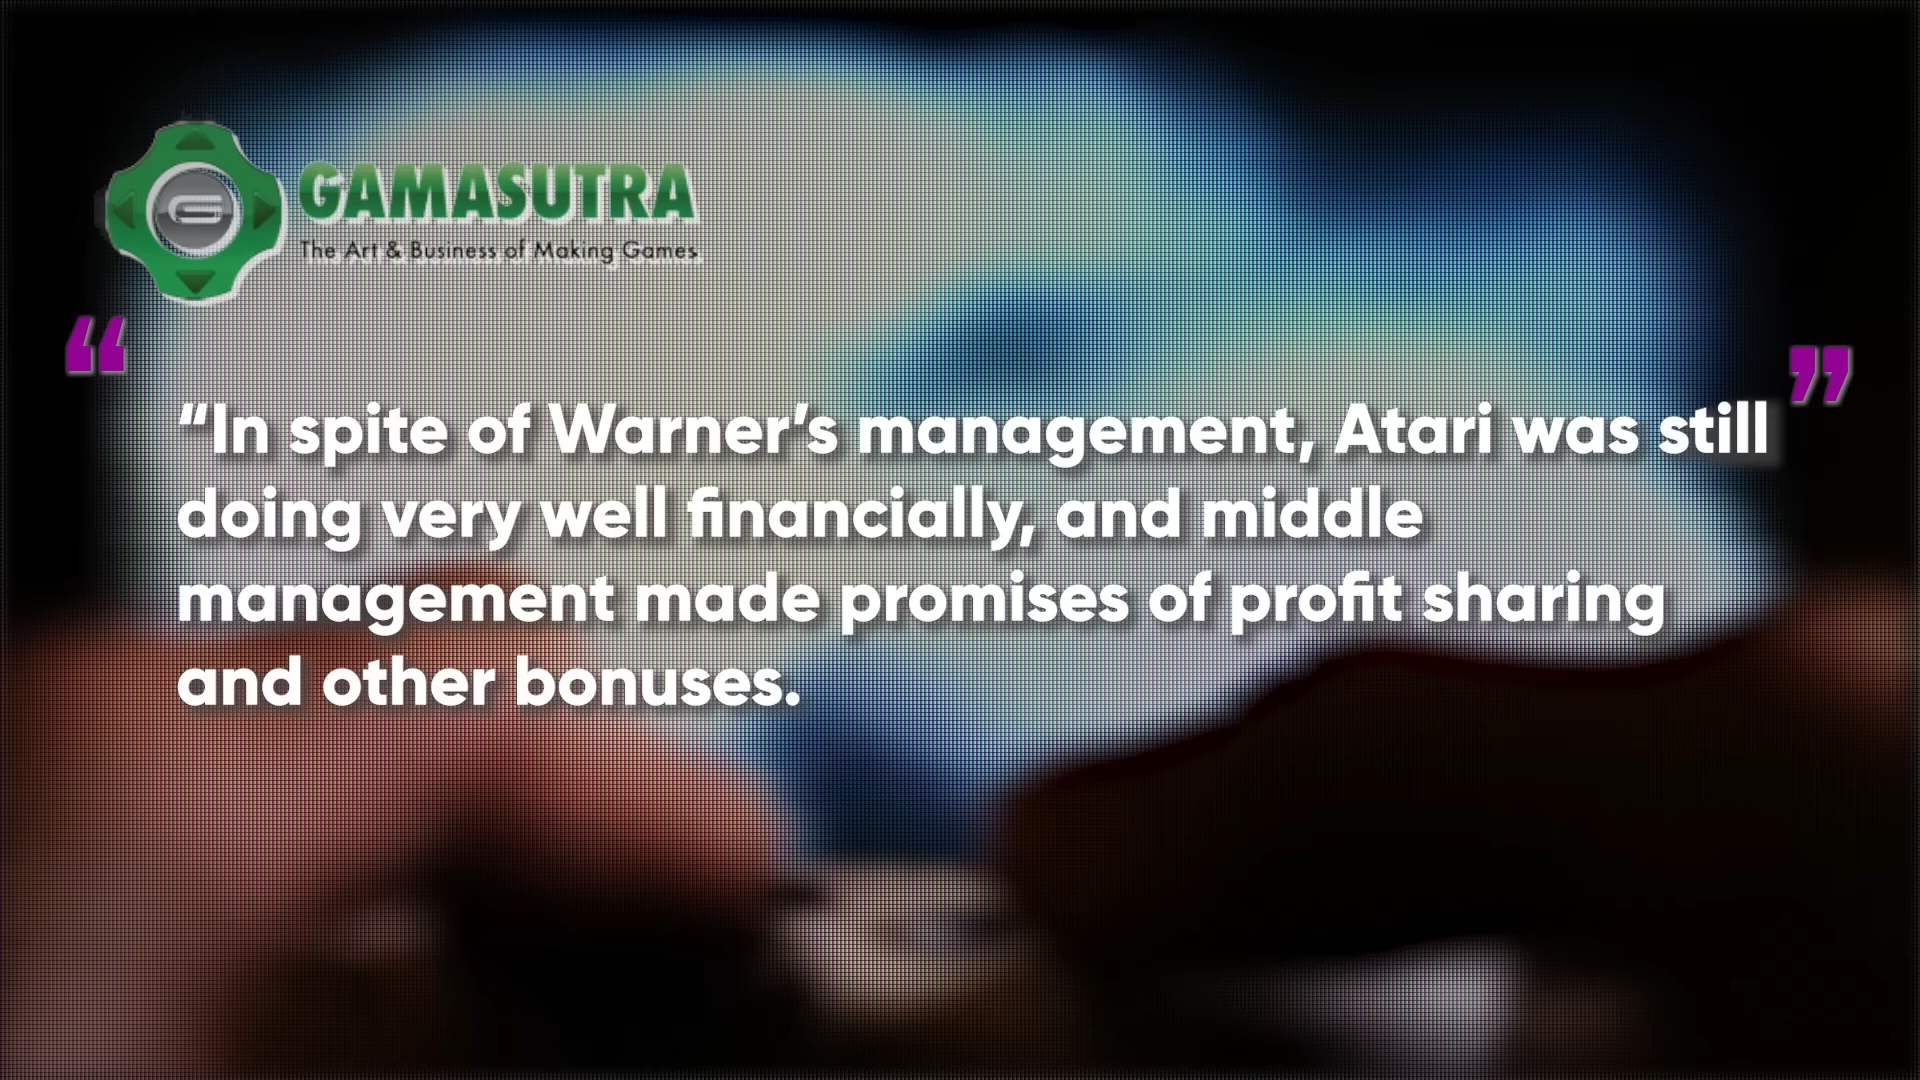 GAMASUTRA
The Art & Business of Making Games
“
”
“In spite of Warner’s management, Atari was still
doing very well financially, and middle
management made promises of profit sharing
and other bonuses.